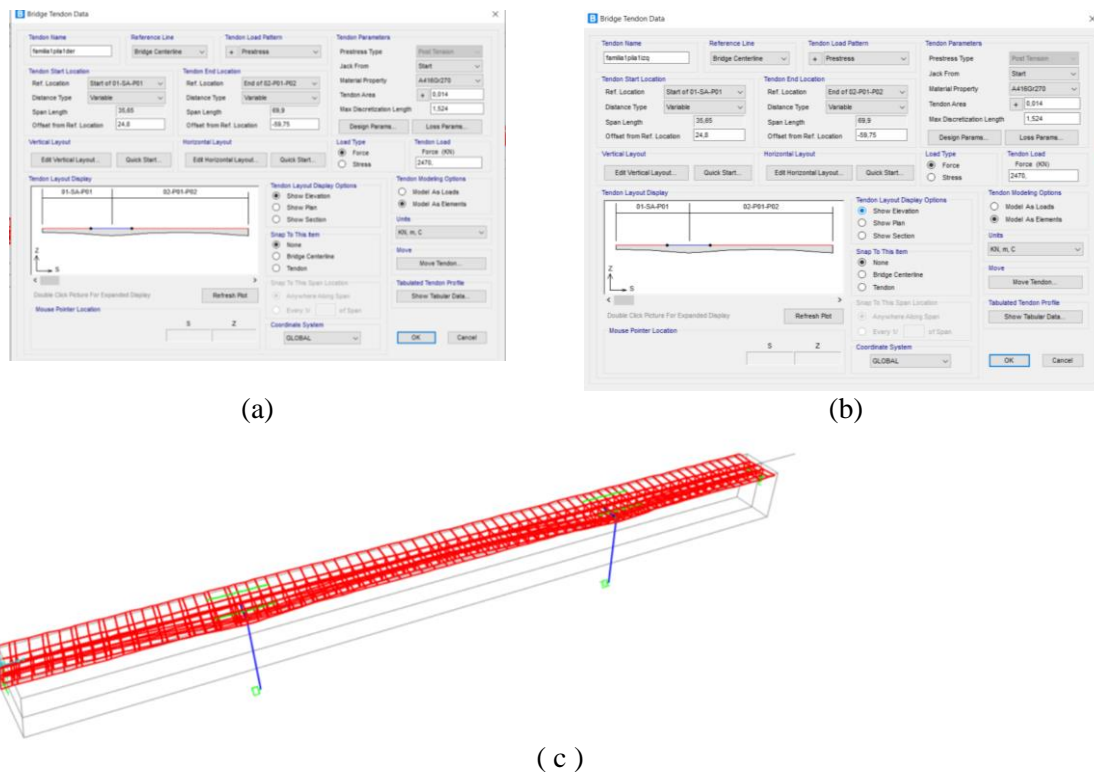 Bridge Tendon Data
Tendon Name
familia1pila1der
Reference Line
Bridge Centerline
Tendon Load Pattern
+ Prestress
Tendon Parameters
Prestress Type Post Tension
Jack From Start
Material Property A416Gr270
Tendon Area + 0,014
Max Discretization Length 1,524
Design Params... Loss Params...
Tendon Start Location
Ref. Location Start of 01-SA-P01
Distance Type Variable
Span Length 35,65
Offset from Ref. Location 24,8
Tendon End Location
Ref. Location End of 02-P01-P02
Distance Type Variable
Span Length 69,9
Offset from Ref. Location -59,75
Vertical Layout
Edit Vertical Layout... Quick Start...
Horizontal Layout
Edit Horizontal Layout... Quick Start...
Load Type
Force
Stress
Tendon Load
Force (KN)
2470,
Tendon Layout Display
01-SA-P01 02-P01-P02
Z
S
Double Click Picture For Expanded Display
Refresh Plot
Mouse Pointer Location
S Z
Tendon Layout Display Options
Show Elevation
Show Plan
Show Section
Snap To This Item
None
Bridge Centerline
Tendon
Snap To This Span Location
Anywhere Along Span
Every 1/ of Span
Coordinate System
GLOBAL
Tendon Modeling Options
Model As Loads
Model As Elements
Units
KN, m, C
Move
Move Tendon...
Tabulated Tendon Profile
Show Tabular Data...
OK Cancel
(a)
Bridge Tendon Data
Tendon Name
familia1pila1izq
Reference Line
Bridge Centerline
Tendon Load Pattern
+ Prestress
Tendon Parameters
Prestress Type Post Tension
Jack From Start
Material Property A416Gr270
Tendon Area + 0,014
Max Discretization Length 1,524
Design Params... Loss Params...
Tendon Start Location
Ref. Location Start of 01-SA-P01
Distance Type Variable
Span Length 35,65
Offset from Ref. Location 24,8
Tendon End Location
Ref. Location End of 02-P01-P02
Distance Type Variable
Span Length 69,9
Offset from Ref. Location -59,75
Vertical Layout
Edit Vertical Layout... Quick Start...
Horizontal Layout
Edit Horizontal Layout... Quick Start...
Load Type
Force
Stress
Tendon Load
Force (KN)
2470,
Tendon Layout Display
01-SA-P01 02-P01-P02
Z
S
Double Click Picture For Expanded Display
Refresh Plot
Mouse Pointer Location
S Z
Tendon Layout Display Options
Show Elevation
Show Plan
Show Section
Snap To This Item
None
Bridge Centerline
Tendon
Snap To This Span Location
Anywhere Along Span
Every 1/ of Span
Coordinate System
GLOBAL
Tendon Modeling Options
Model As Loads
Model As Elements
Units
KN, m, C
Move
Move Tendon...
Tabulated Tendon Profile
Show Tabular Data...
OK Cancel
(b)
( c )